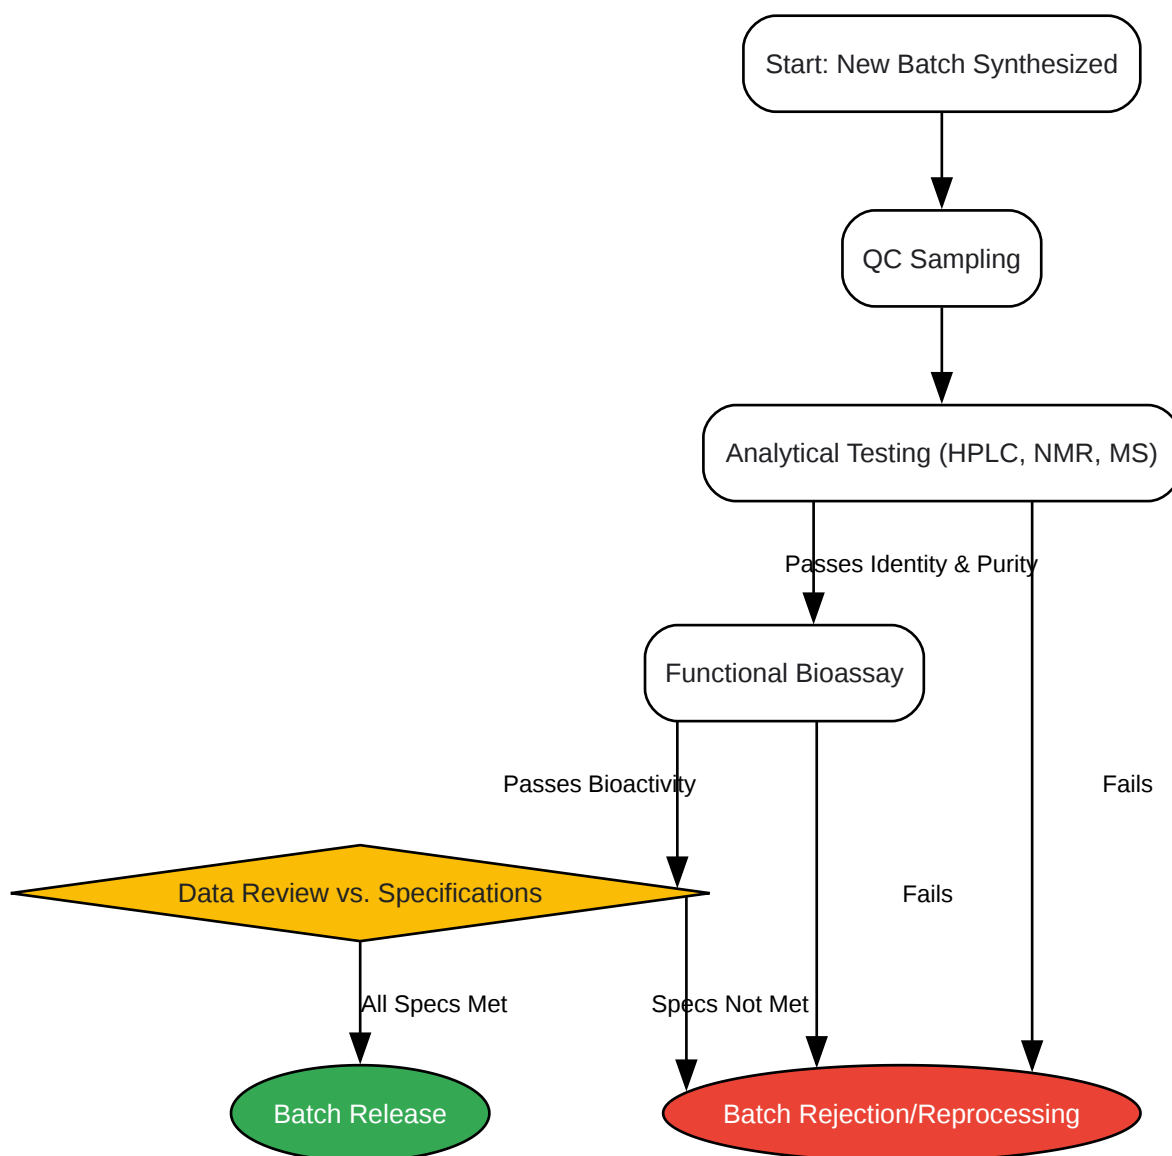 Start: New Batch Synthesized
QC Sampling
Analytical Testing (HPLC, NMR, MS)
Passes Identity & Purity
Functional Bioassay
Passes Bioactivity
Fails
Data Review vs. Specifications
Fails
All Specs Met
Specs Not Met
Batch Release
Batch Rejection/Reprocessing